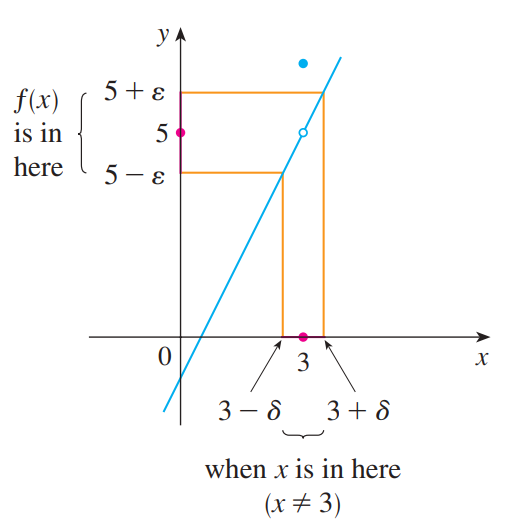 y
f(x)
is in
here
5 + ε
5
5 − ε
0
3
x
3 − δ
3 + δ
when x is in here
(x ≠ 3)